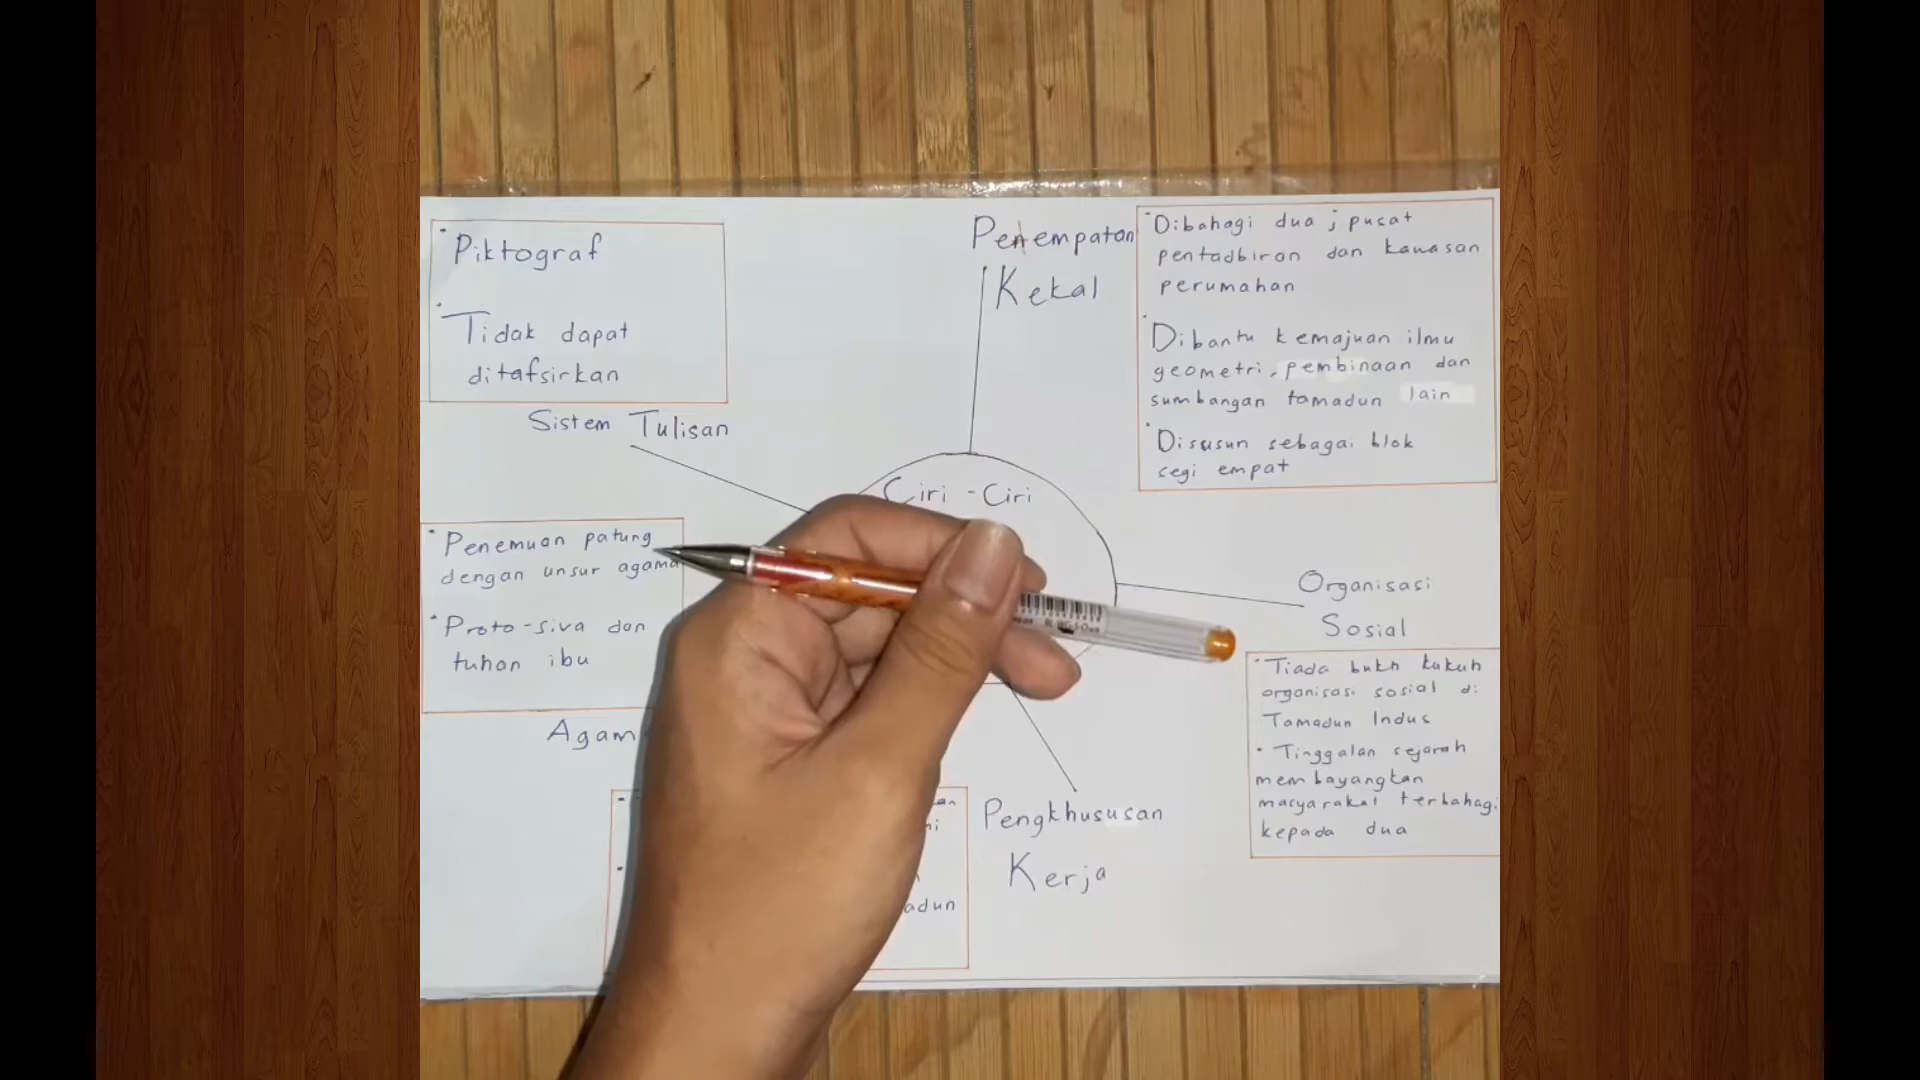 Piktograf
Tidak dapat
ditafsirkan
Sistem Tulisan
Penempatan
Kekal
Dibahagi dua ; pusat
pentadbiran dan kawasan
perumahan
Dibantu kemajuan ilmu
geometri, pembinaan dan
sumbangan tamadun lain
Disusun sebagai blok
segi empat
Ciri - Ciri
Penemuan patung
dengan unsur agama
Proto-siva dan
tuhan ibu
Agam
Organisasi
Sosial
Tiada bukti kukuh
organisasi sosial di
Tamadun Indus
Tinggalan sejarah
membayangkan
masyarakat terbahagi
kepada dua
Pengkhususan
Kerja
adun